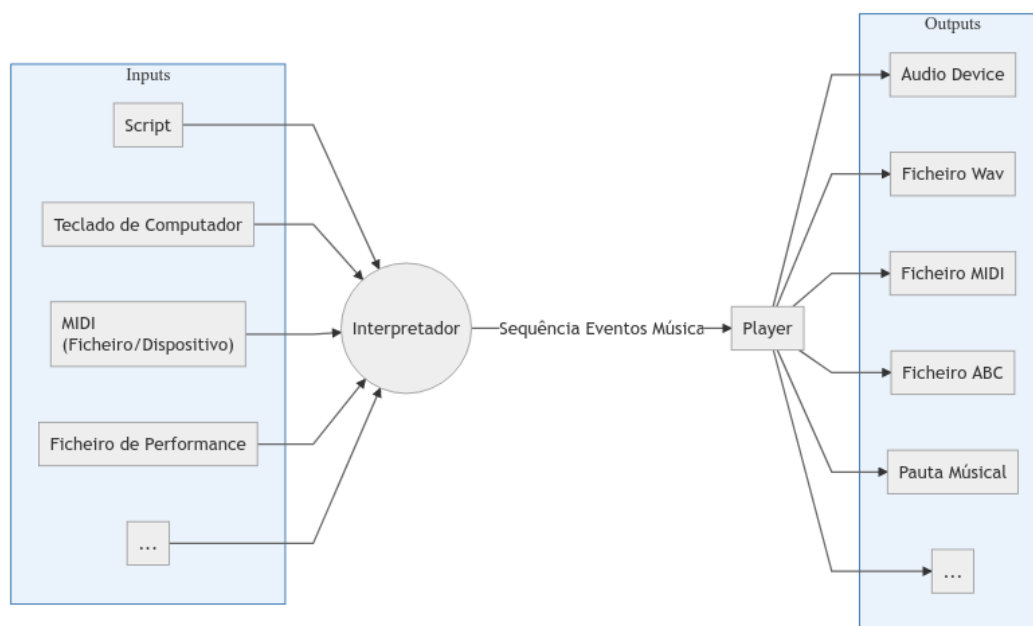 Inputs
Script
Teclado de Computador
MIDI
(Ficheiro/Dispositivo)
Ficheiro de Performance
...
Interpretador
Sequência Eventos Música
Player
Outputs
Audio Device
Ficheiro Wav
Ficheiro MIDI
Ficheiro ABC
Pauta Músical
...